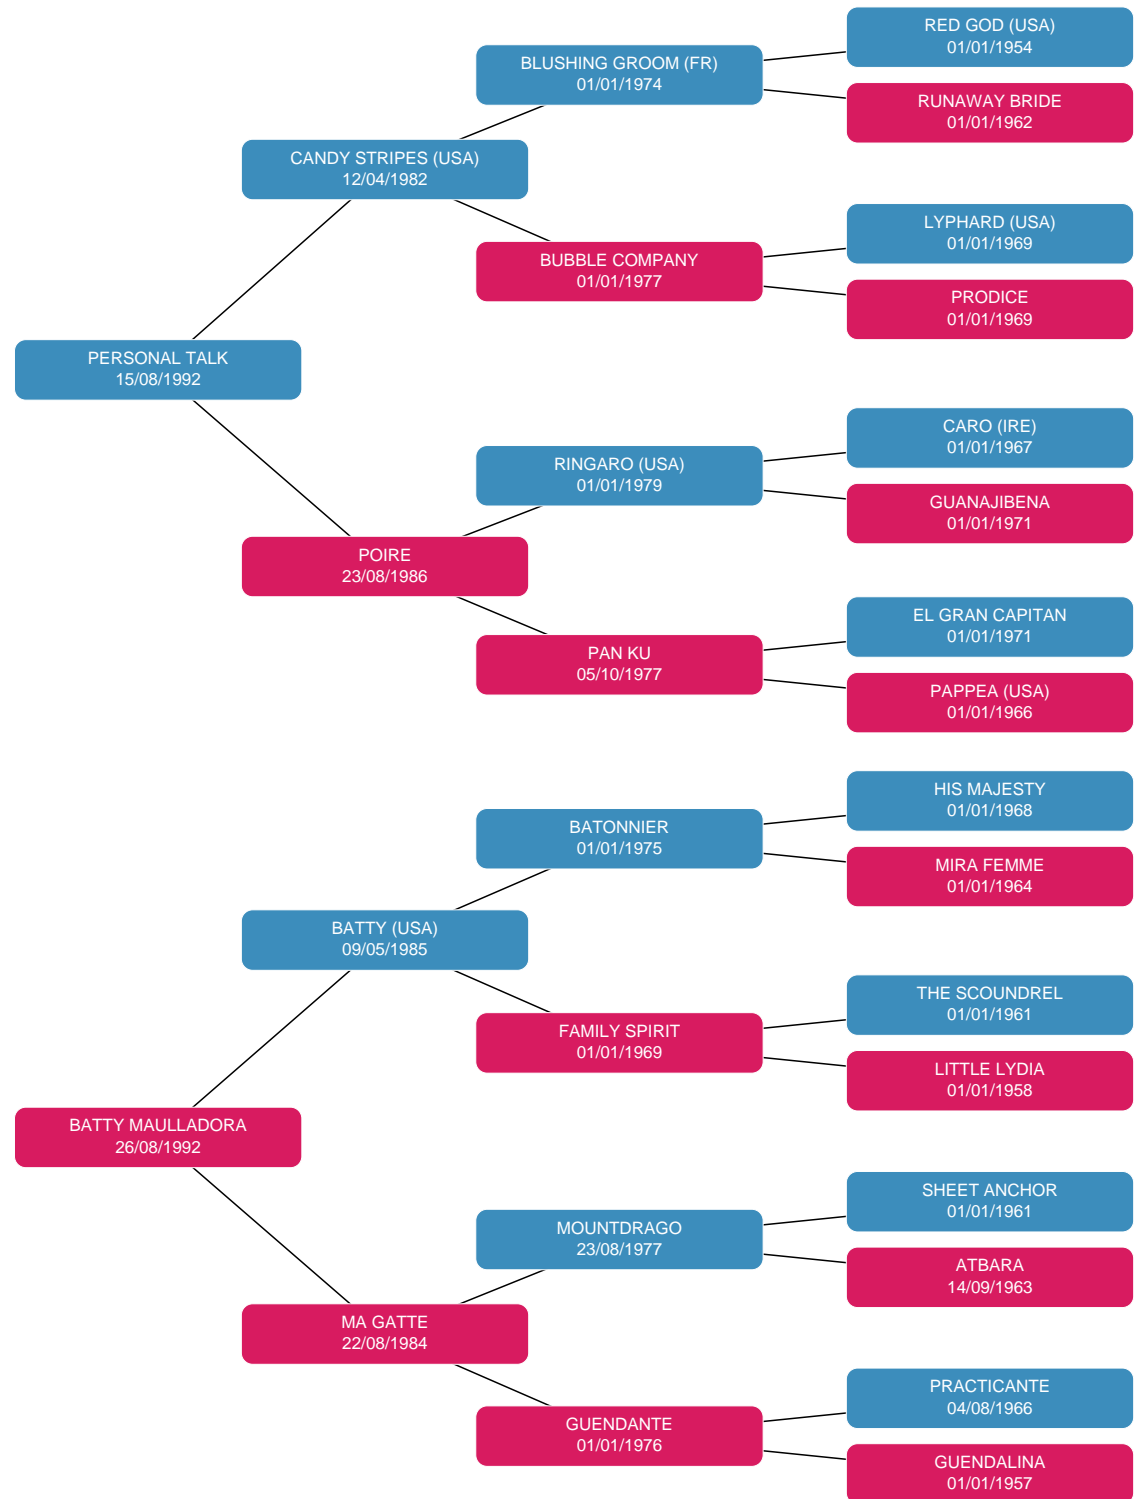 RED GOD (USA)
01/01/1954
BLUSHING GROOM (FR)
01/01/1974
RUNAWAY BRIDE
01/01/1962
CANDY STRIPES (USA)
12/04/1982
LYPHARD (USA)
01/01/1969
BUBBLE COMPANY
01/01/1977
PRODICE
01/01/1969
PERSONAL TALK
15/08/1992
CARO (IRE)
01/01/1967
RINGARO (USA)
01/01/1979
GUANAJIBENA
01/01/1971
POIRE
23/08/1986
EL GRAN CAPITAN
01/01/1971
PAN KU
05/10/1977
PAPPEA (USA)
01/01/1966
HIS MAJESTY
01/01/1968
BATONNIER
01/01/1975
MIRA FEMME
01/01/1964
BATTY (USA)
09/05/1985
THE SCOUNDREL
01/01/1961
FAMILY SPIRIT
01/01/1969
LITTLE LYDIA
01/01/1958
BATTY MAULLADORA
26/08/1992
SHEET ANCHOR
01/01/1961
MOUNTDRAGO
23/08/1977
ATBARA
14/09/1963
MA GATTE
22/08/1984
PRACTICANTE
04/08/1966
GUENDANTE
01/01/1976
GUENDALINA
01/01/1957